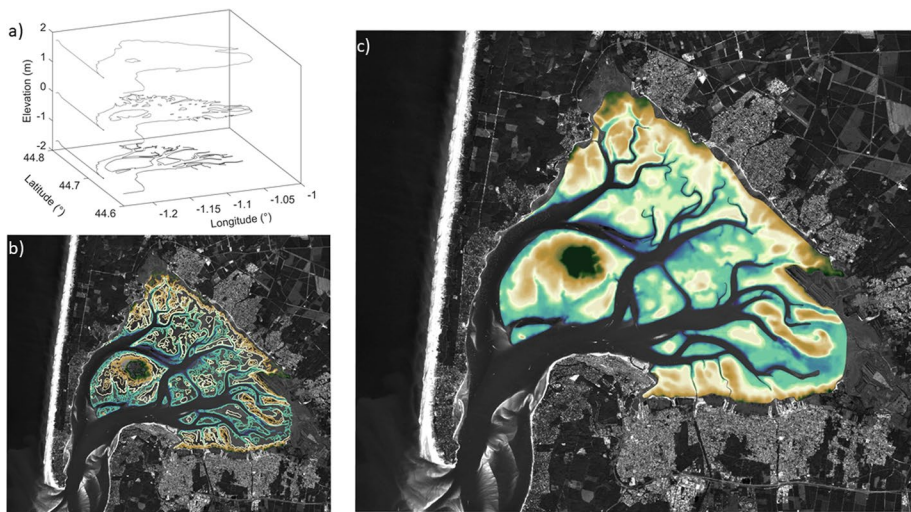 a)
2
1
0
-1
-2
Elevation (m)
44.8
44.7
44.6
Latitude (°)
-1.2
-1.15
-1.1
-1.05
-1
Longitude (°)
b)
c)